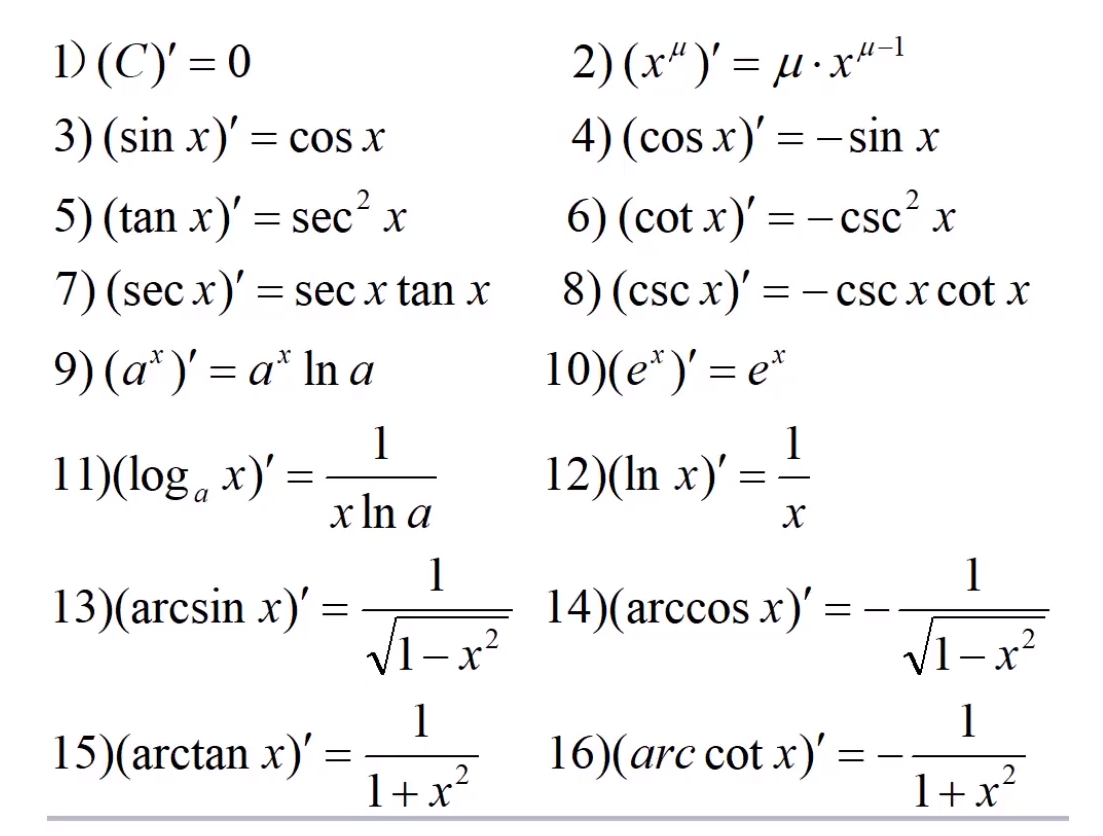 1) (C)′ = 0
2) (x^μ)′ = μ · x^(μ−1)
3) (sin x)′ = cos x
4) (cos x)′ = − sin x
5) (tan x)′ = sec² x
6) (cot x)′ = − csc² x
7) (sec x)′ = sec x tan x
8) (csc x)′ = − csc x cot x
9) (a^x)′ = a^x ln a
10)(e^x)′ = e^x
11)(log_a x)′ = 1/(x ln a)
12)(ln x)′ = 1/x
13)(arcsin x)′ = 1/√(1 − x²)
14)(arccos x)′ = − 1/√(1 − x²)
15)(arctan x)′ = 1/(1 + x²)
16)(arc cot x)′ = − 1/(1 + x²)